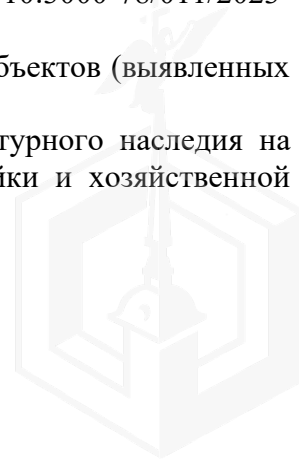 бъектов (выявленных
турного наследия на
йки и хозяйственной